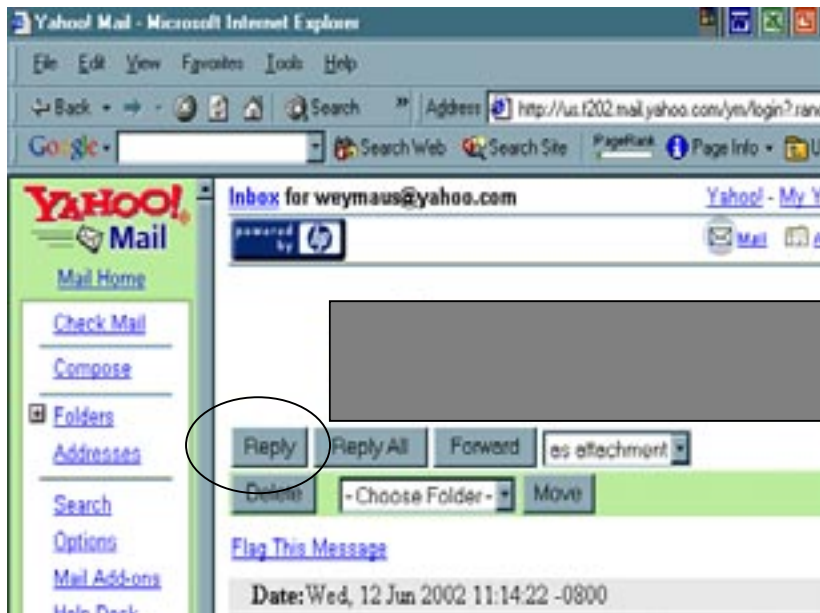 Yahoo! Mail - Microsoft Internet Explorer
File Edit View Favorites Tools Help
Back Search » Address http://us.f202.mail.yahoo.com/ym/login?.ran
Google Search Web Search Site PageRank Page Info
YAHOO! Mail
Mail Home
Check Mail
Compose
Folders
Addresses
Search
Options
Mail Add-ons
Help Desk
Inbox for weymaus@yahoo.com Yahoo! - My Y
powered by hp Mail
Reply Reply All Forward as attachment
Delete - Choose Folder - Move
Flag This Message
Date: Wed, 12 Jun 2002 11:14:22 -0800